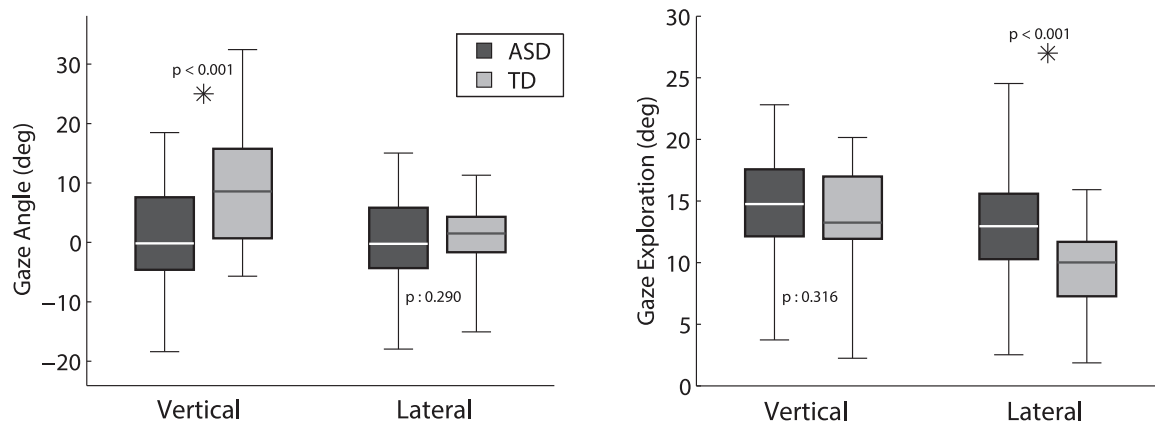 Gaze Angle (deg)
30
20
10
0
−10
−20
p < 0.001
ASD
TD
p : 0.290
Vertical
Lateral
Gaze Exploration (deg)
30
25
20
15
10
5
0
p < 0.001
p : 0.316
Vertical
Lateral